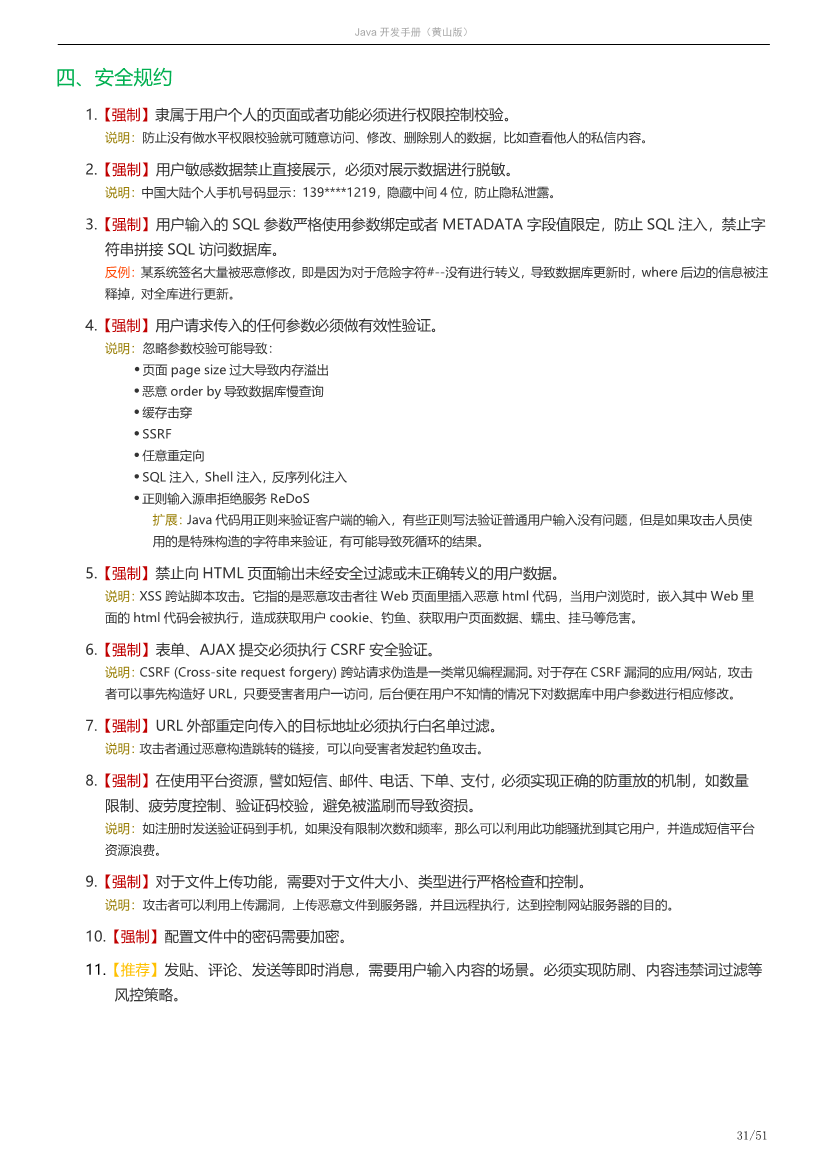 Java 开发手册（黄山版）
四、安全规约
1.【强制】隶属于用户个人的页面或者功能必须进行权限控制校验。
说明：防止没有做水平权限校验就可随意访问、修改、删除别人的数据，比如查看他人的私信内容。
2.【强制】用户敏感数据禁止直接展示，必须对展示数据进行脱敏。
说明：中国大陆个人手机号码显示：139****1219，隐藏中间 4 位，防止隐私泄露。
3.【强制】用户输入的 SQL 参数严格使用参数绑定或者 METADATA 字段值限定，防止 SQL 注入，禁止字
符串拼接 SQL 访问数据库。
反例：某系统签名大量被恶意修改，即是因为对于危险字符#--没有进行转义，导致数据库更新时，where 后边的信息被注
释掉，对全库进行更新。
4.【强制】用户请求传入的任何参数必须做有效性验证。
说明：忽略参数校验可能导致：
• 页面 page size 过大导致内存溢出
• 恶意 order by 导致数据库慢查询
• 缓存击穿
• SSRF
• 任意重定向
• SQL 注入，Shell 注入，反序列化注入
• 正则输入源串拒绝服务 ReDoS
扩展：Java 代码用正则来验证客户端的输入，有些正则写法验证普通用户输入没有问题，但是如果攻击人员使
用的是特殊构造的字符串来验证，有可能导致死循环的结果。
5.【强制】禁止向 HTML 页面输出未经安全过滤或未正确转义的用户数据。
说明：XSS 跨站脚本攻击。它指的是恶意攻击者往 Web 页面里插入恶意 html 代码，当用户浏览时，嵌入其中 Web 里
面的 html 代码会被执行，造成获取用户 cookie、钓鱼、获取用户页面数据、蠕虫、挂马等危害。
6.【强制】表单、AJAX 提交必须执行 CSRF 安全验证。
说明：CSRF (Cross-site request forgery) 跨站请求伪造是一类常见编程漏洞。对于存在 CSRF 漏洞的应用/网站，攻击
者可以事先构造好 URL，只要受害者用户一访问，后台便在用户不知情的情况下对数据库中用户参数进行相应修改。
7.【强制】URL 外部重定向传入的目标地址必须执行白名单过滤。
说明：攻击者通过恶意构造跳转的链接，可以向受害者发起钓鱼攻击。
8.【强制】在使用平台资源，譬如短信、邮件、电话、下单、支付，必须实现正确的防重放的机制，如数量
限制、疲劳度控制、验证码校验，避免被滥刷而导致资损。
说明：如注册时发送验证码到手机，如果没有限制次数和频率，那么可以利用此功能骚扰到其它用户，并造成短信平台
资源浪费。
9.【强制】对于文件上传功能，需要对于文件大小、类型进行严格检查和控制。
说明：攻击者可以利用上传漏洞，上传恶意文件到服务器，并且远程执行，达到控制网站服务器的目的。
10.【强制】配置文件中的密码需要加密。
11.【推荐】发贴、评论、发送等即时消息，需要用户输入内容的场景。必须实现防刷、内容违禁词过滤等
风控策略。
31/51